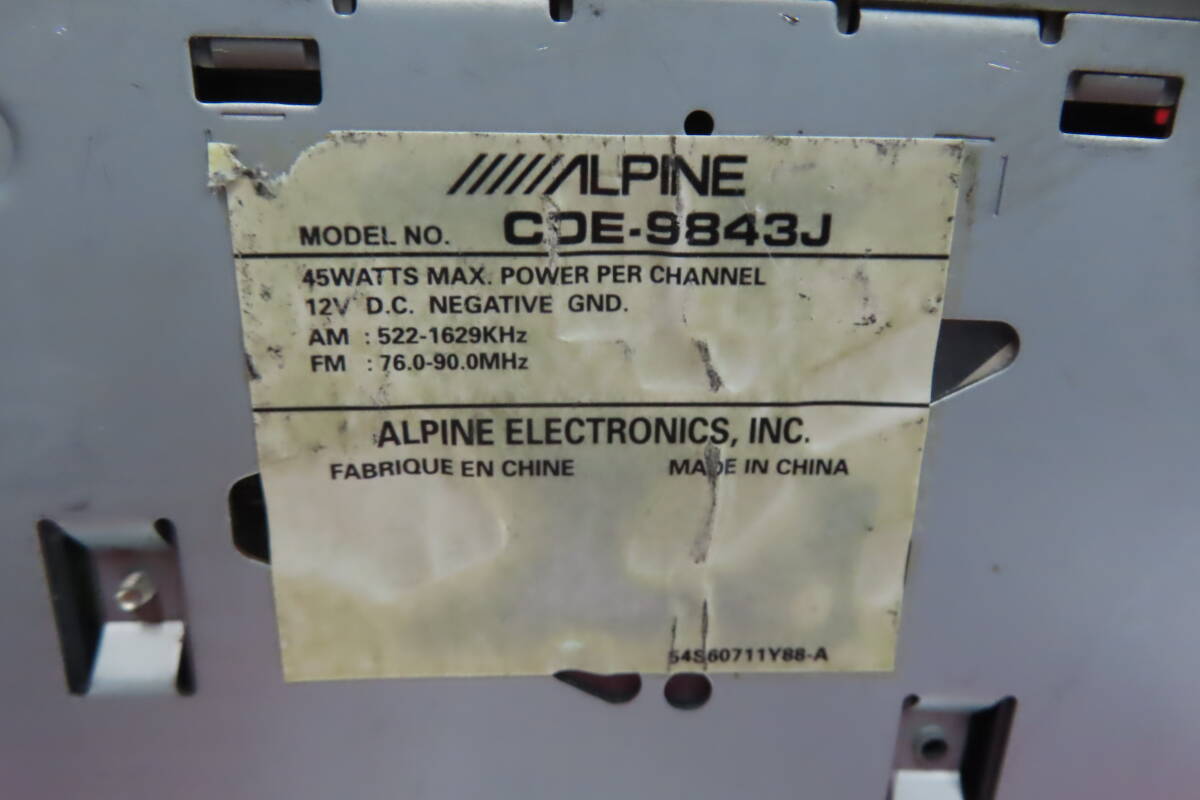 ALPINE
MODEL NO. CDE-9843J
45WATTS MAX. POWER PER CHANNEL
12V D.C. NEGATIVE GND.
AM : 522-1629KHz
FM : 76.0-90.0MHz
ALPINE ELECTRONICS, INC.
FABRIQUE EN CHINE MADE IN CHINA
54S60711Y88-A